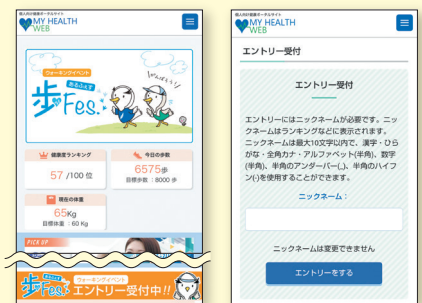 個人向け健康ポータルサイト
MY HEALTH
WEB
ウォーキングイベント
あるふぇす
歩Fes.
がんばろう!
健康度ランキング
57 /100 位
今日の歩数
6575歩
目標歩数:8000 歩
現在の体重
65Kg
目標体重:60 Kg
PICK UP
歩Fes.
ウォーキングイベント
エントリー受付中!!
個人向け健康ポータルサイト
MY HEALTH
WEB
エントリー受付
エントリー受付
エントリーにはニックネームが必要です。ニッ
クネームはランキングなどに表示されます。
ニックネームは最大10文字以内で、漢字・ひら
がな・全角カナ・アルファベット(半角)、数字
(半角)、半角のアンダーバー(_)、半角のハイフ
ン(-)を使用することができます。
ニックネーム:
ニックネームは変更できません
エントリーをする